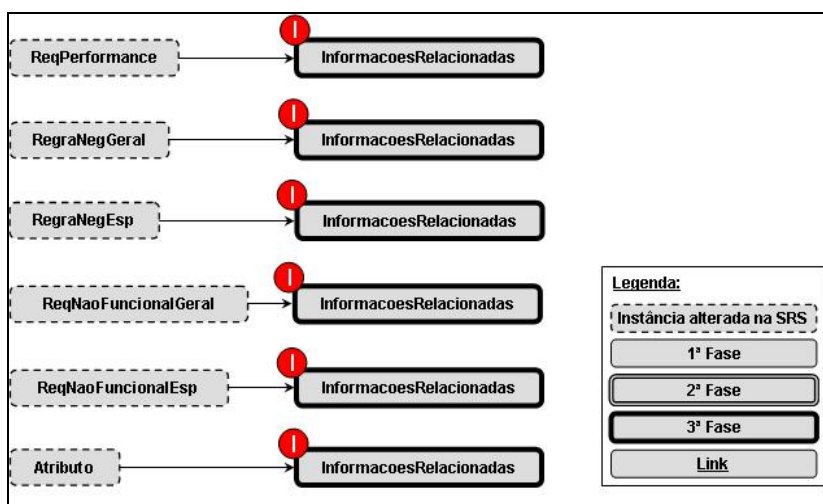 I
ReqPerformance InformacoesRelacionadas
I
RegraNegGeral InformacoesRelacionadas
I
RegraNegEsp InformacoesRelacionadas
I
ReqNaoFuncionalGeral InformacoesRelacionadas
I
ReqNaoFuncionalEsp InformacoesRelacionadas
I
Atributo InformacoesRelacionadas
Legenda:
Instância alterada na SRS
1ª Fase
2ª Fase
3ª Fase
Link